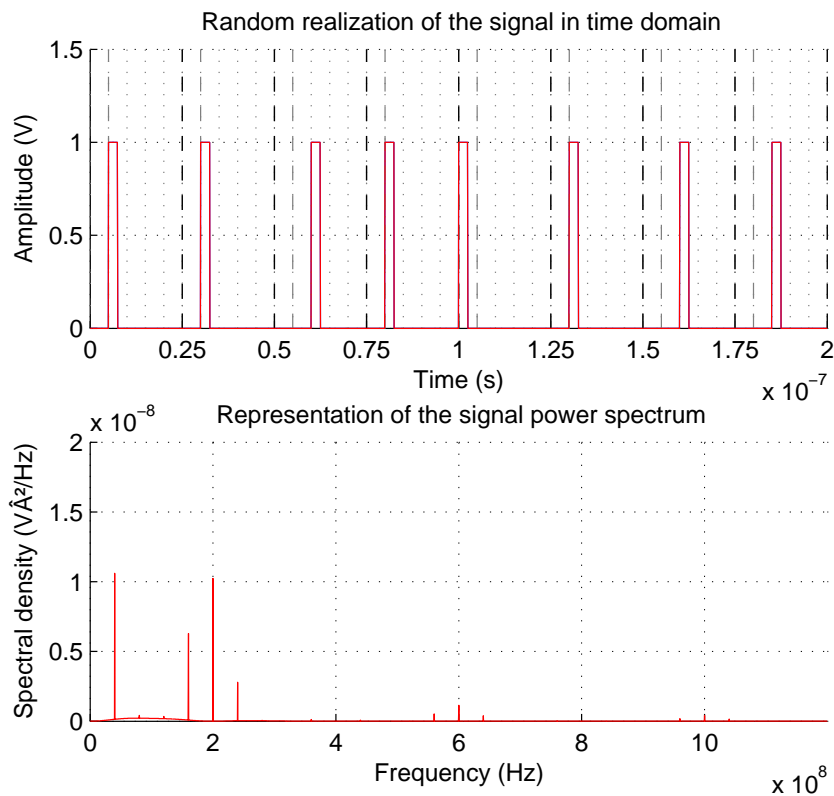 Random realization of the signal in time domain
1.5
1
0.5
0
Amplitude (V)
0 0.25 0.5 0.75 1 1.25 1.5 1.75 2
Time (s)
x 10⁻⁷
x 10⁻⁸
Representation of the signal power spectrum
2
1.5
1
0.5
0
Spectral density (VÂ²/Hz)
0 2 4 6 8 10
Frequency (Hz)
x 10⁸